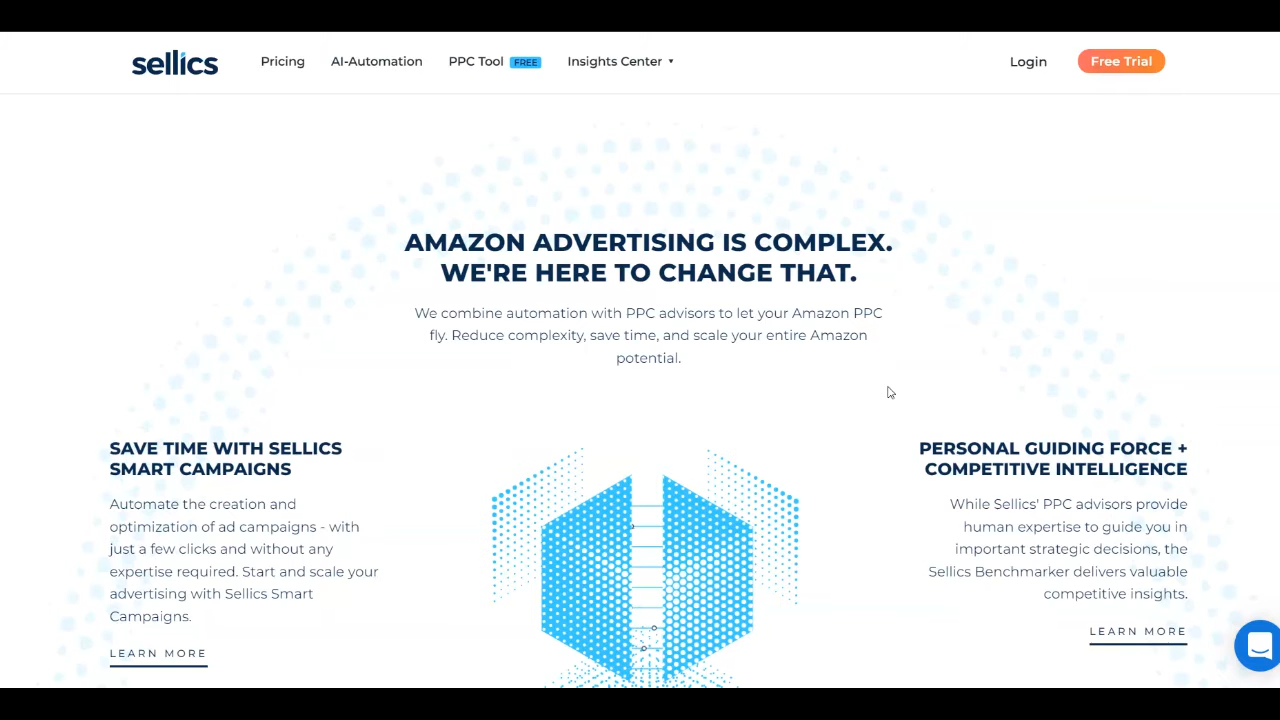 sellics
Pricing
AI-Automation
PPC Tool FREE
Insights Center
Login
Free Trial
AMAZON ADVERTISING IS COMPLEX.
WE'RE HERE TO CHANGE THAT.
We combine automation with PPC advisors to let your Amazon PPC
fly. Reduce complexity, save time, and scale your entire Amazon
potential.
SAVE TIME WITH SELLICS
SMART CAMPAIGNS
Automate the creation and
optimization of ad campaigns - with
just a few clicks and without any
expertise required. Start and scale your
advertising with Sellics Smart
Campaigns.
LEARN MORE
PERSONAL GUIDING FORCE +
COMPETITIVE INTELLIGENCE
While Sellics' PPC advisors provide
human expertise to guide you in
important strategic decisions, the
Sellics Benchmarker delivers valuable
competitive insights.
LEARN MORE